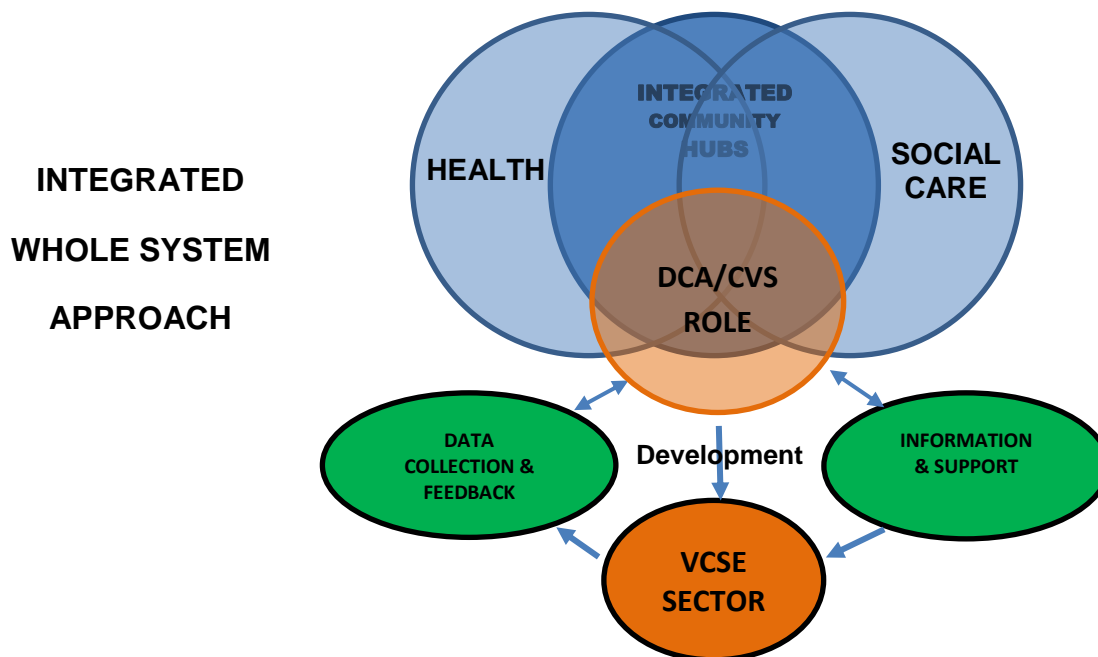 INTEGRATED
WHOLE SYSTEM
APPROACH
HEALTH
INTEGRATED
COMMUNITY
HUBS
SOCIAL
CARE
DCA/CVS
ROLE
DATA
COLLECTION &
FEEDBACK
Development
INFORMATION
& SUPPORT
VCSE
SECTOR